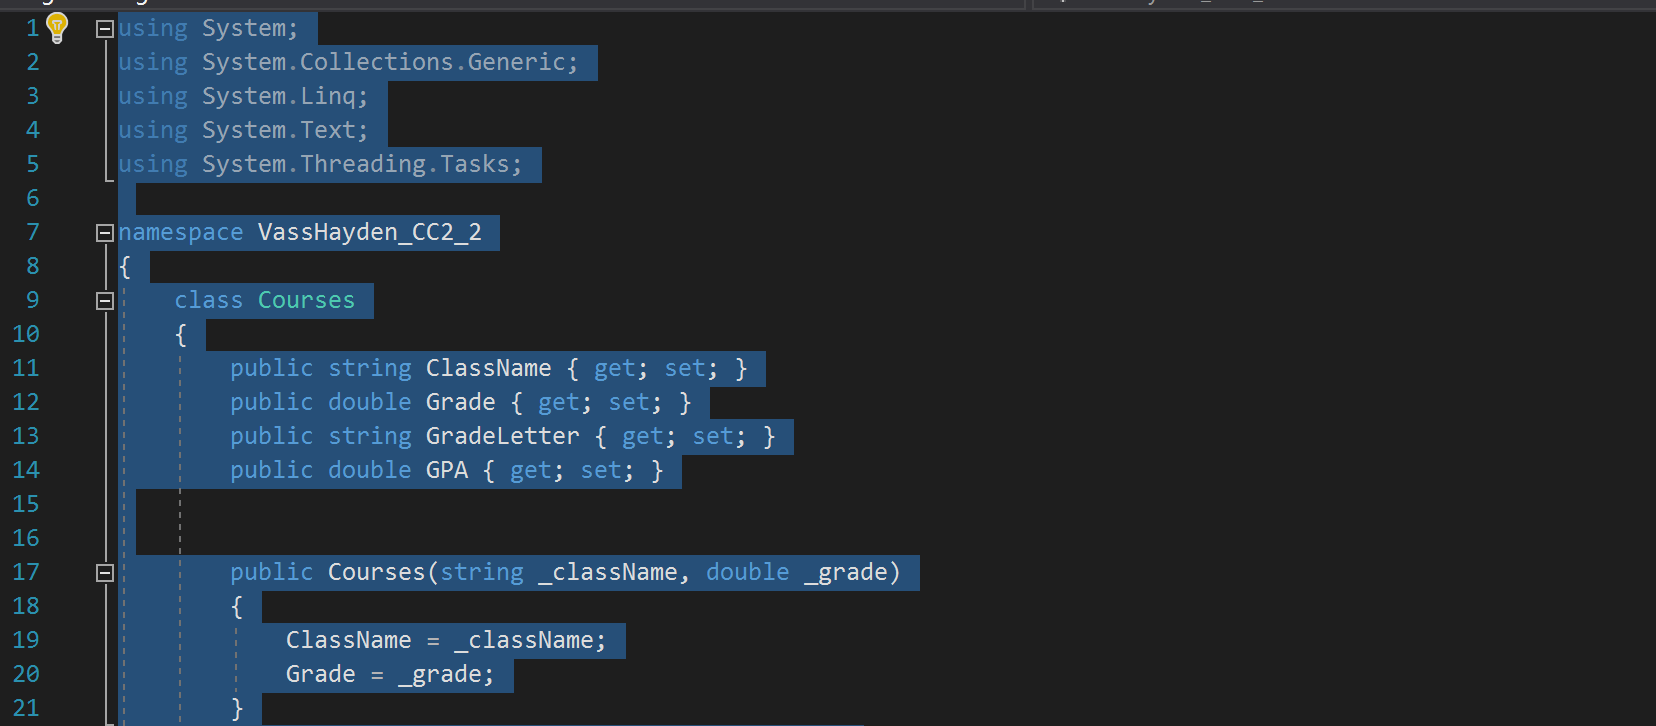 1 using System;
2 using System.Collections.Generic;
3 using System.Linq;
4 using System.Text;
5 using System.Threading.Tasks;
6
7 namespace VassHayden_CC2_2
8 {
9     class Courses
10     {
11         public string ClassName { get; set; }
12         public double Grade { get; set; }
13         public string GradeLetter { get; set; }
14         public double GPA { get; set; }
15
16
17         public Courses(string _className, double _grade)
18         {
19             ClassName = _className;
20             Grade = _grade;
21         }